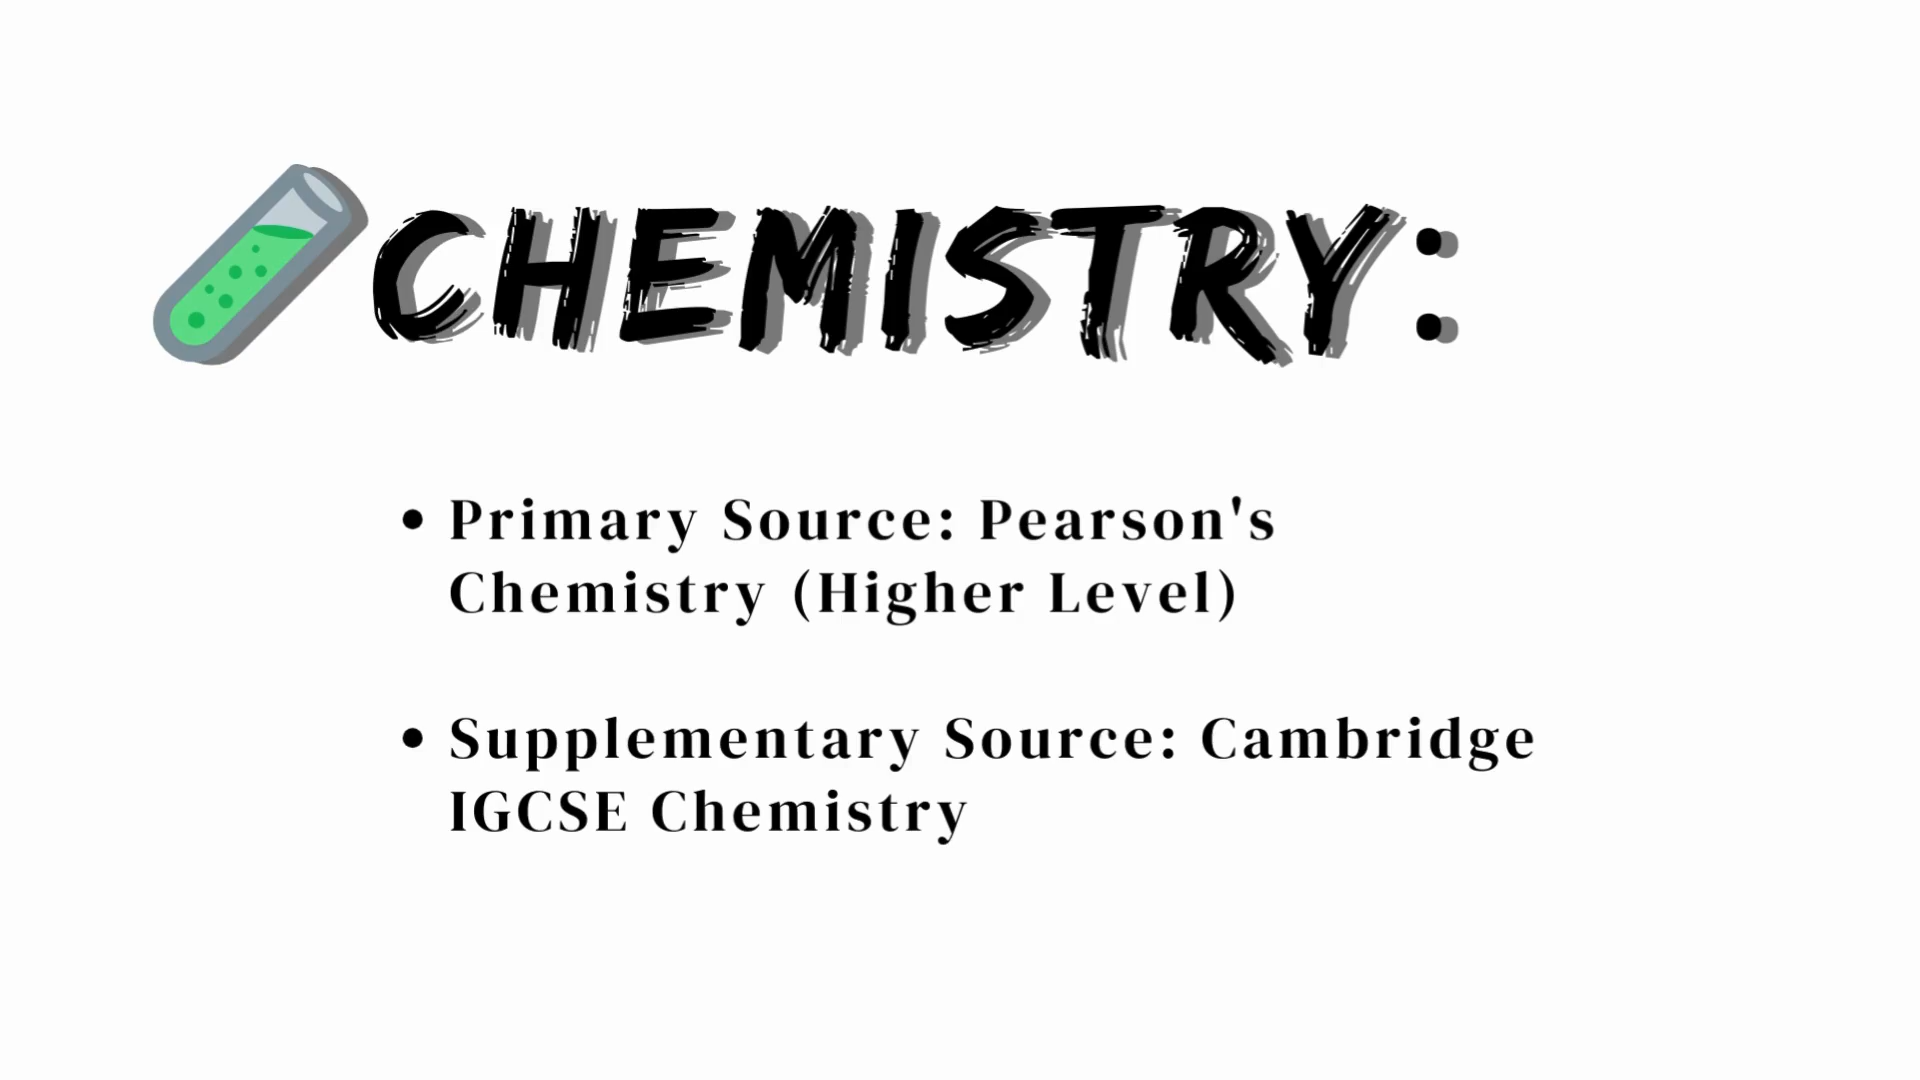 CHEMISTRY:
• Primary Source: Pearson's
Chemistry (Higher Level)
• Supplementary Source: Cambridge
IGCSE Chemistry